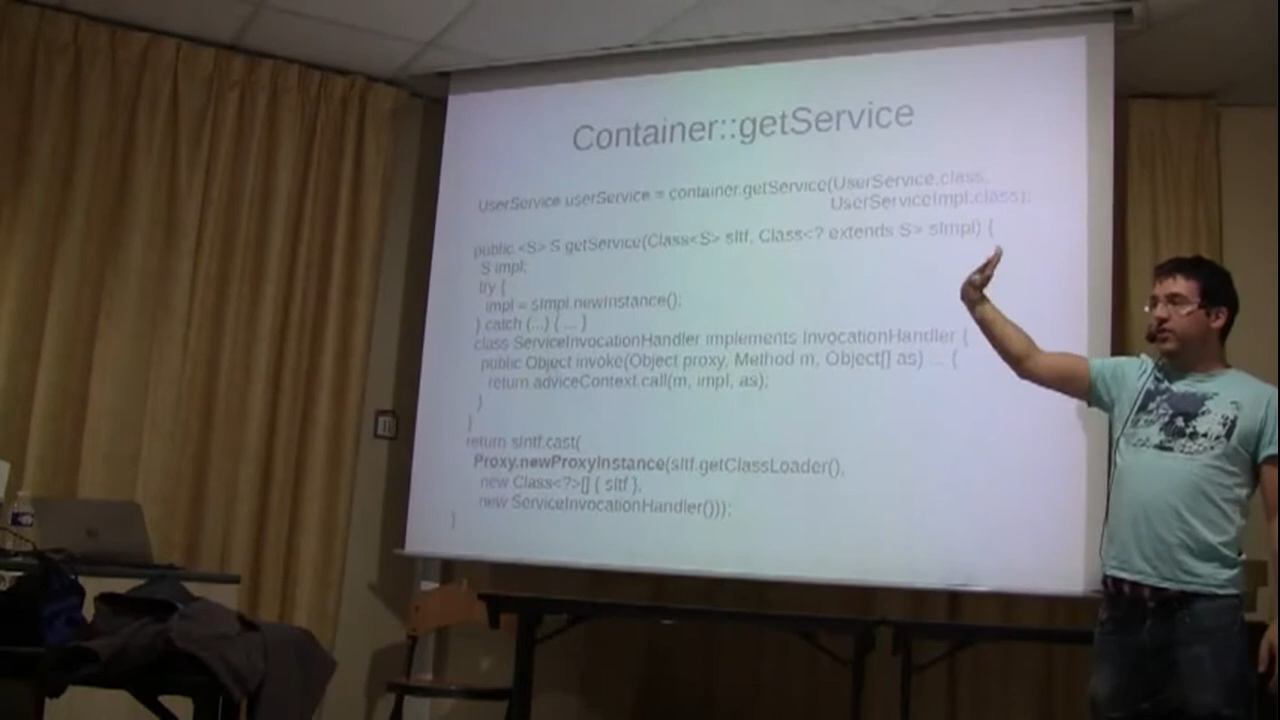 Container::getService
UserService userService = container.getService(UserService.class,
UserServiceImpl.class);
public <S> S getService(Class<S> sItf, Class<? extends S> sImpl) {
S impl;
try {
impl = sImpl.newInstance();
} catch (...) { ... }
class ServiceInvocationHandler implements InvocationHandler {
public Object invoke(Object proxy, Method m, Object[] as) ... {
return adviceContext.call(m, impl, as);
}
}
return sIntf.cast(
Proxy.newProxyInstance(sItf.getClassLoader(),
new Class<?>[] { sItf },
new ServiceInvocationHandler()));
}